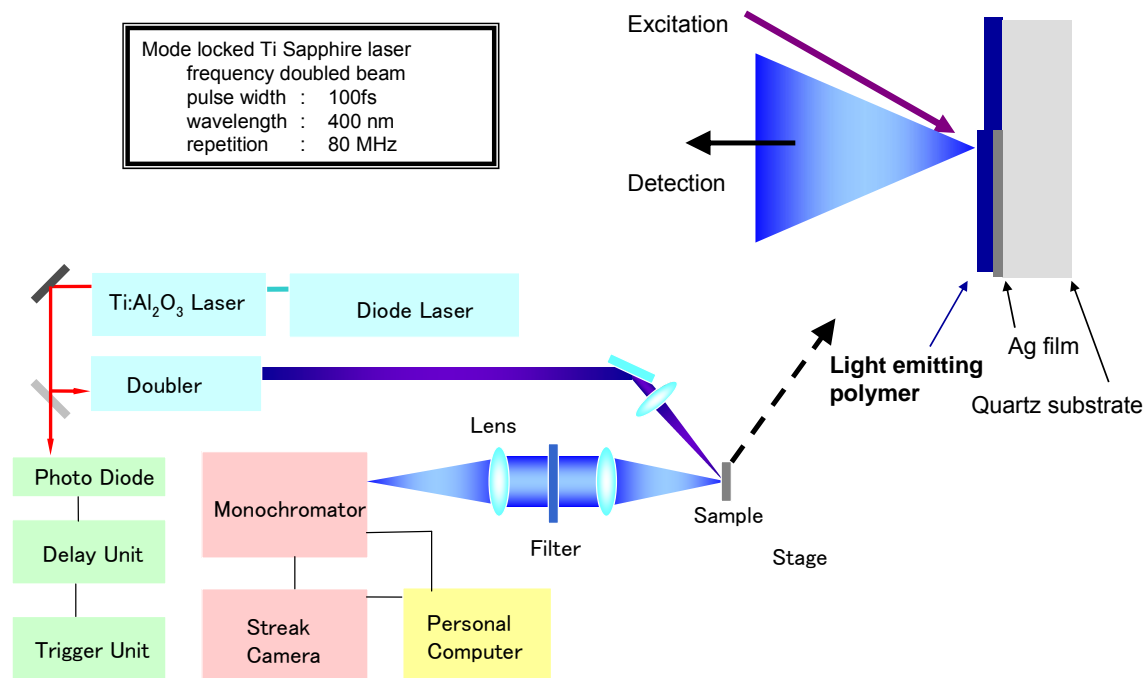 Mode locked Ti Sapphire laser
frequency doubled beam
pulse width : 100fs
wavelength : 400 nm
repetition : 80 MHz
Excitation
Detection
Light emitting
polymer
Ag film
Quartz substrate
Ti:Al₂O₃ Laser
Diode Laser
Doubler
Lens
Photo Diode
Monochromator
Filter
Sample
Stage
Delay Unit
Trigger Unit
Streak
Camera
Personal
Computer